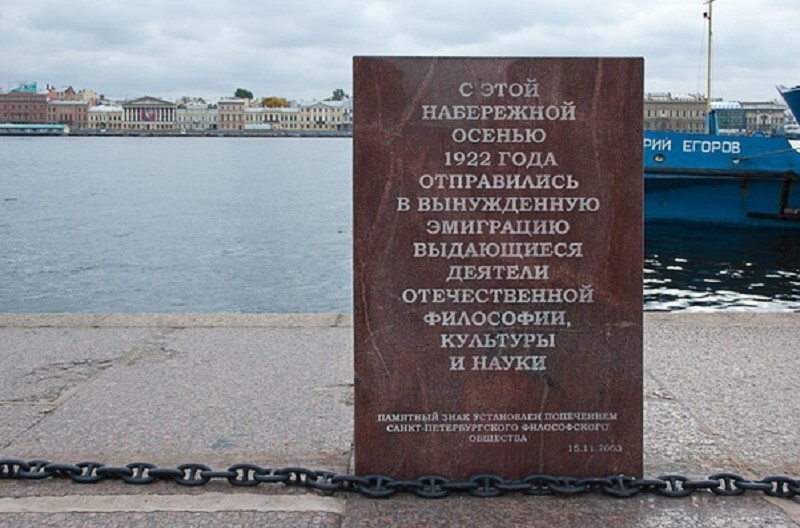 С ЭТОЙ
НАБЕРЕЖНОЙ
ОСЕНЬЮ
1922 ГОДА
ОТПРАВИЛИСЬ
В ВЫНУЖДЕННУЮ
ЭМИГРАЦИЮ
ВЫДАЮЩИЕСЯ
ДЕЯТЕЛИ
ОТЕЧЕСТВЕННОЙ
ФИЛОСОФИИ,
КУЛЬТУРЫ
И НАУКИ
ПАМЯТНЫЙ ЗНАК УСТАНОВЛЕН ПОПЕЧЕНИЕМ
САНКТ-ПЕТЕРБУРГСКОГО ФИЛОСОФСКОГО
ОБЩЕСТВА
15.11.2003
РИЙ ЕГОРОВ